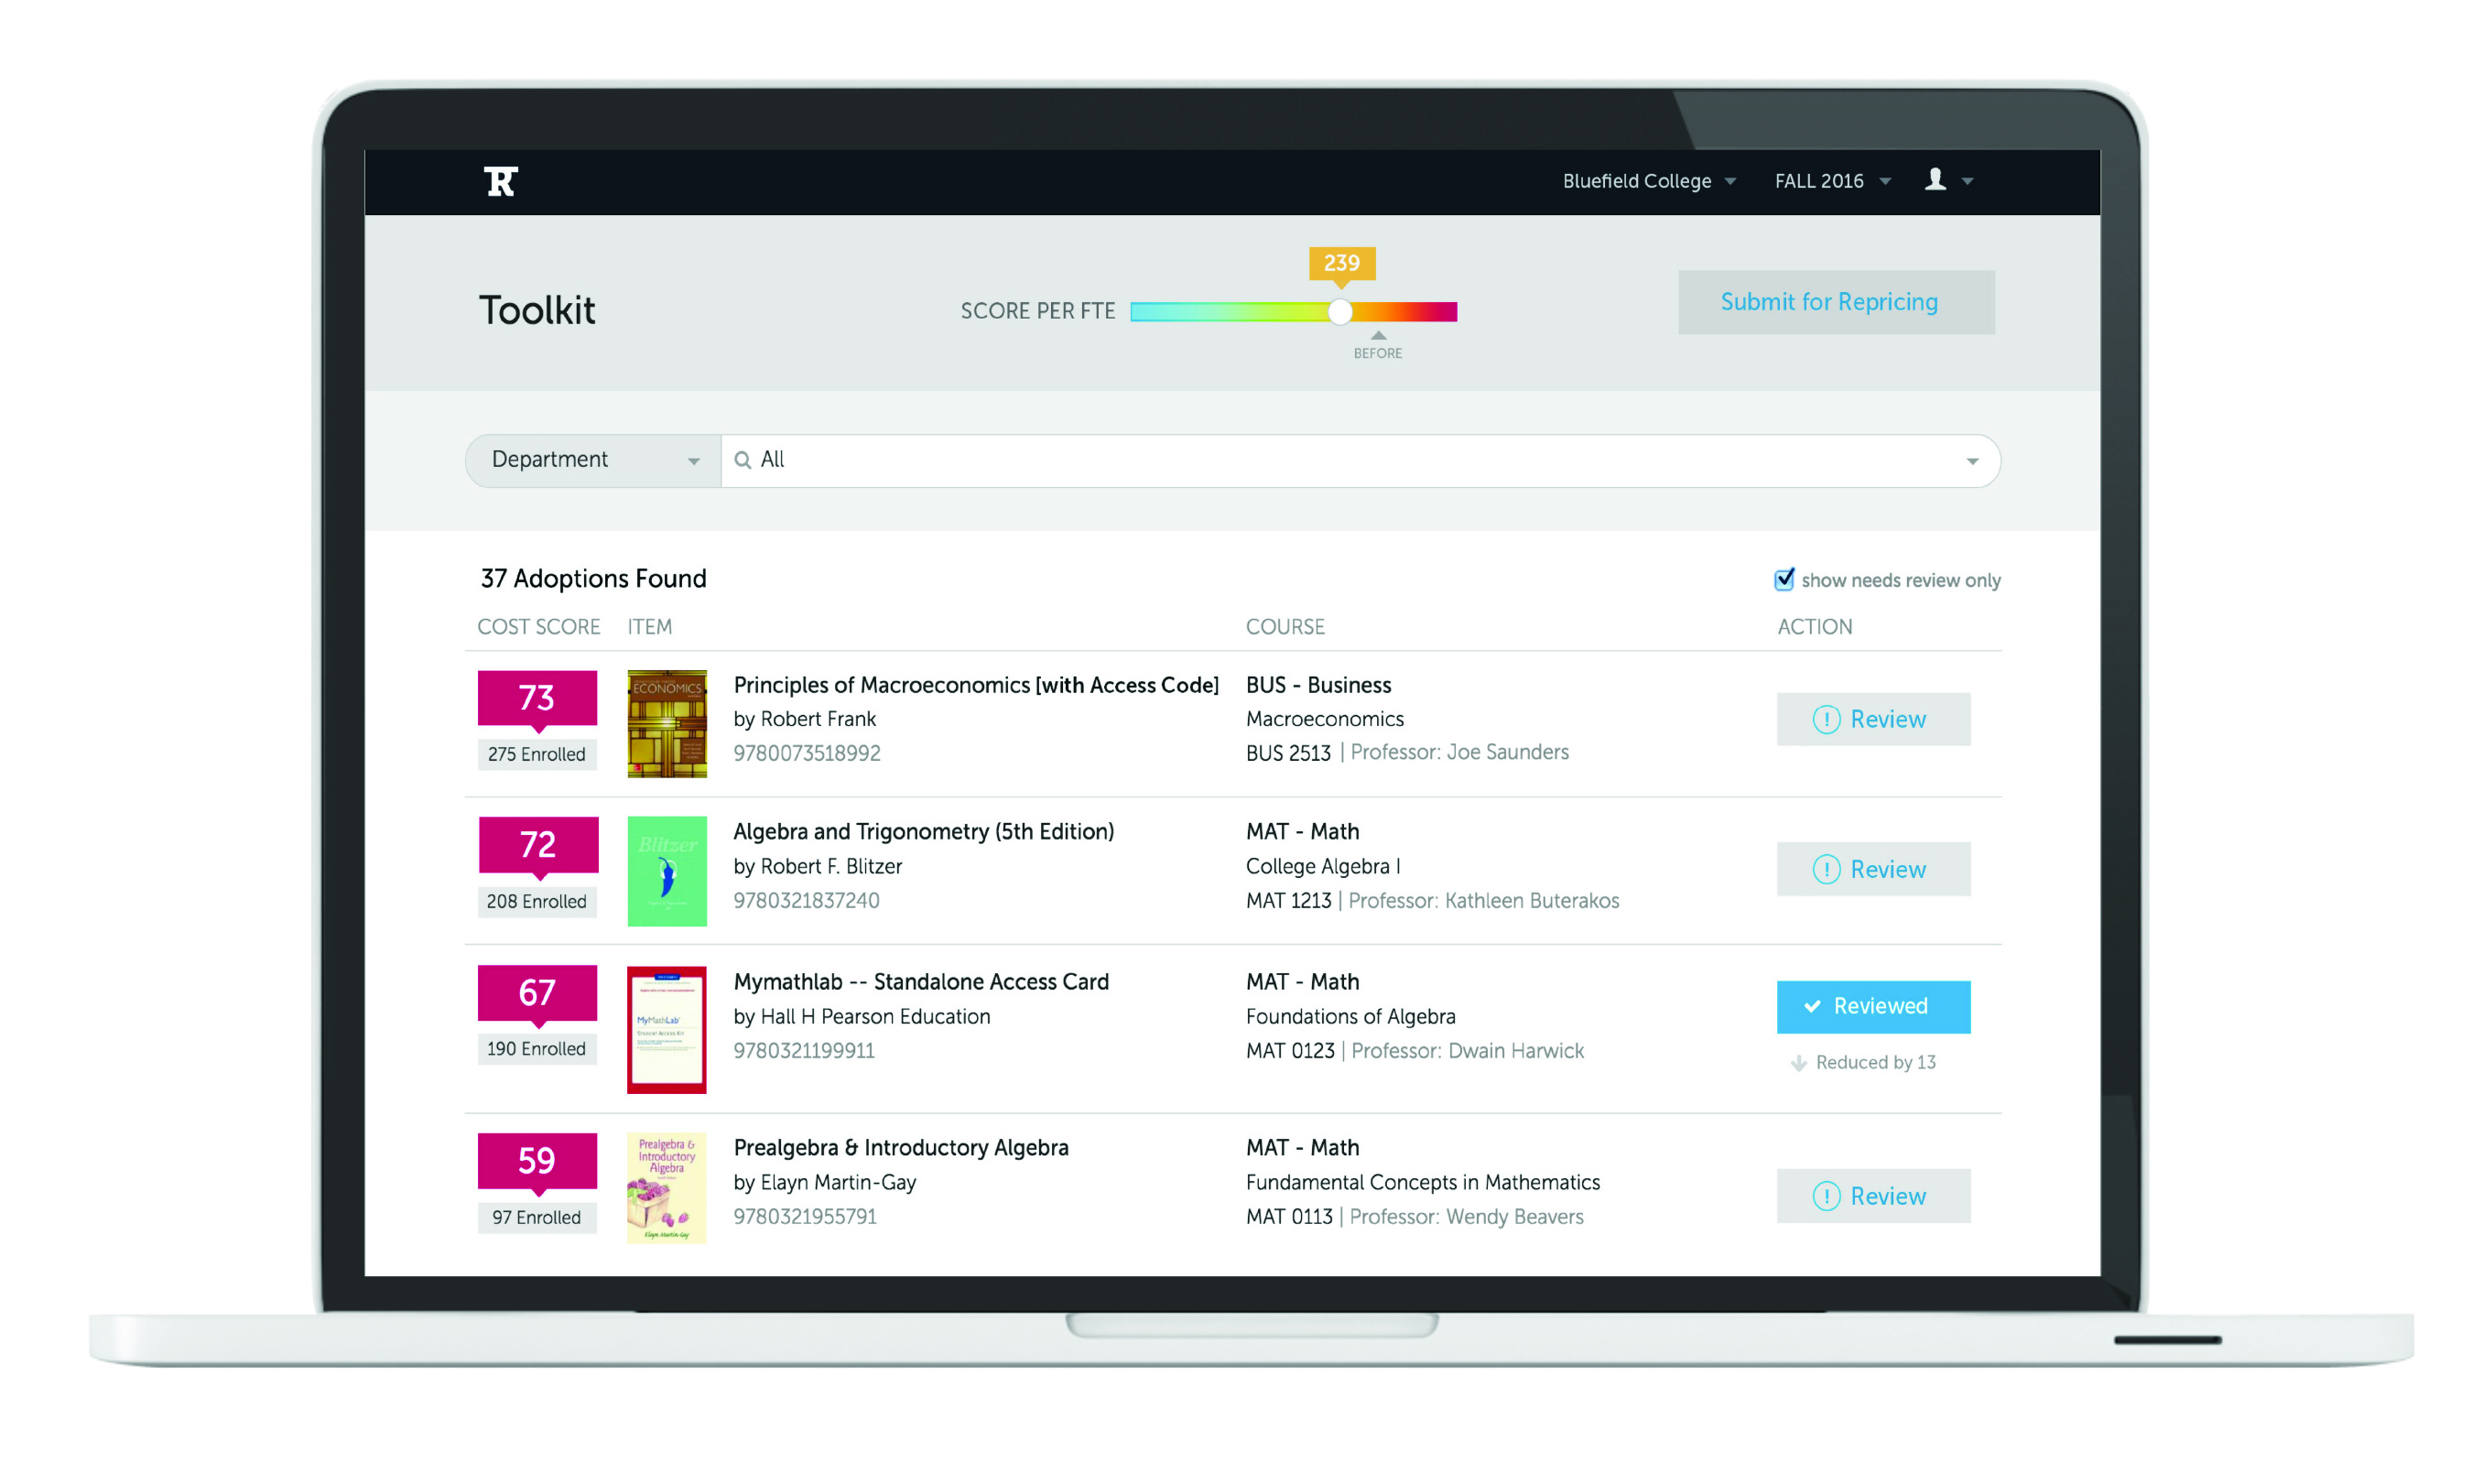 R
Bluefield College
FALL 2016
239
Toolkit
SCORE PER FTE
Submit for Repricing
BEFORE
Department
All
37 Adoptions Found
show needs review only
COST SCORE
ITEM
COURSE
ACTION
73
275 Enrolled
ECONOMICS
Principles of Macroeconomics [with Access Code]
by Robert Frank
9780073518992
BUS - Business
Macroeconomics
BUS 2513 | Professor: Joe Saunders
Review
72
208 Enrolled
Blitzer
Algebra and Trigonometry (5th Edition)
by Robert F. Blitzer
9780321837240
MAT - Math
College Algebra I
MAT 1213 | Professor: Kathleen Buterakos
Review
67
190 Enrolled
MyMathLab
Student Access Kit
Mymathlab -- Standalone Access Card
by Hall H Pearson Education
9780321199911
MAT - Math
Foundations of Algebra
MAT 0123 | Professor: Dwain Harwick
Reviewed
Reduced by 13
59
97 Enrolled
Prealgebra &
Introductory
Algebra
Elayn Martin-Gay
Prealgebra & Introductory Algebra
by Elayn Martin-Gay
9780321955791
MAT - Math
Fundamental Concepts in Mathematics
MAT 0113 | Professor: Wendy Beavers
Review